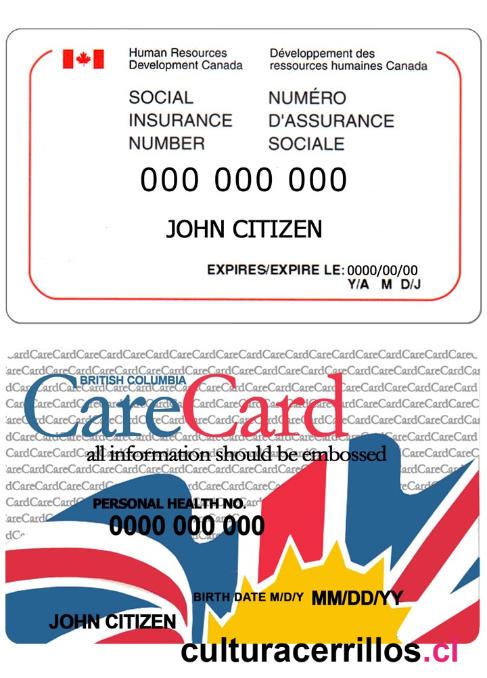 Human Resources Développement des
Development Canada ressources humaines Canada
SOCIAL NUMÉRO
INSURANCE D'ASSURANCE
NUMBER SOCIALE
000 000 000
JOHN CITIZEN
EXPIRES/EXPIRE LE: 0000/00/00
Y/A M D/J
BRITISH COLUMBIA
CareCard
all information should be embossed
PERSONAL HEALTH NO.
0000 000 000
BIRTH DATE M/D/Y MM/DD/YY
JOHN CITIZEN
culturacerrillos.cl